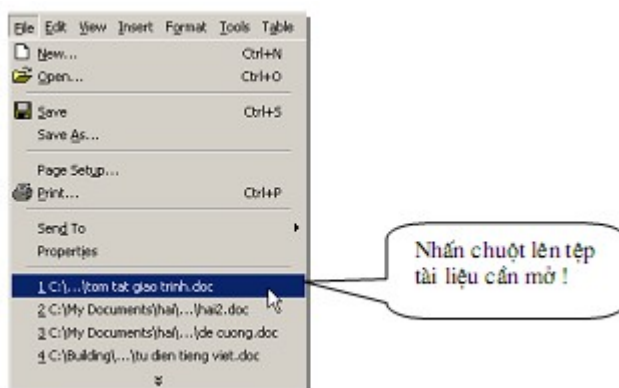 File Edit View Insert Format Tools Table
New... Ctrl+N
Open... Ctrl+O
Save Ctrl+S
Save As...
Page Setup...
Print... Ctrl+P
Send To
Properties
1 C:\...\tom tat giao trinh.doc
2 C:\My Documents\hai\...\hai2.doc
3 C:\My Documents\hai\...\de cuong.doc
4 C:\Building\...\tu dien tieng viet.doc
Nhấn chuột lên tệp
tài liệu cần mở !